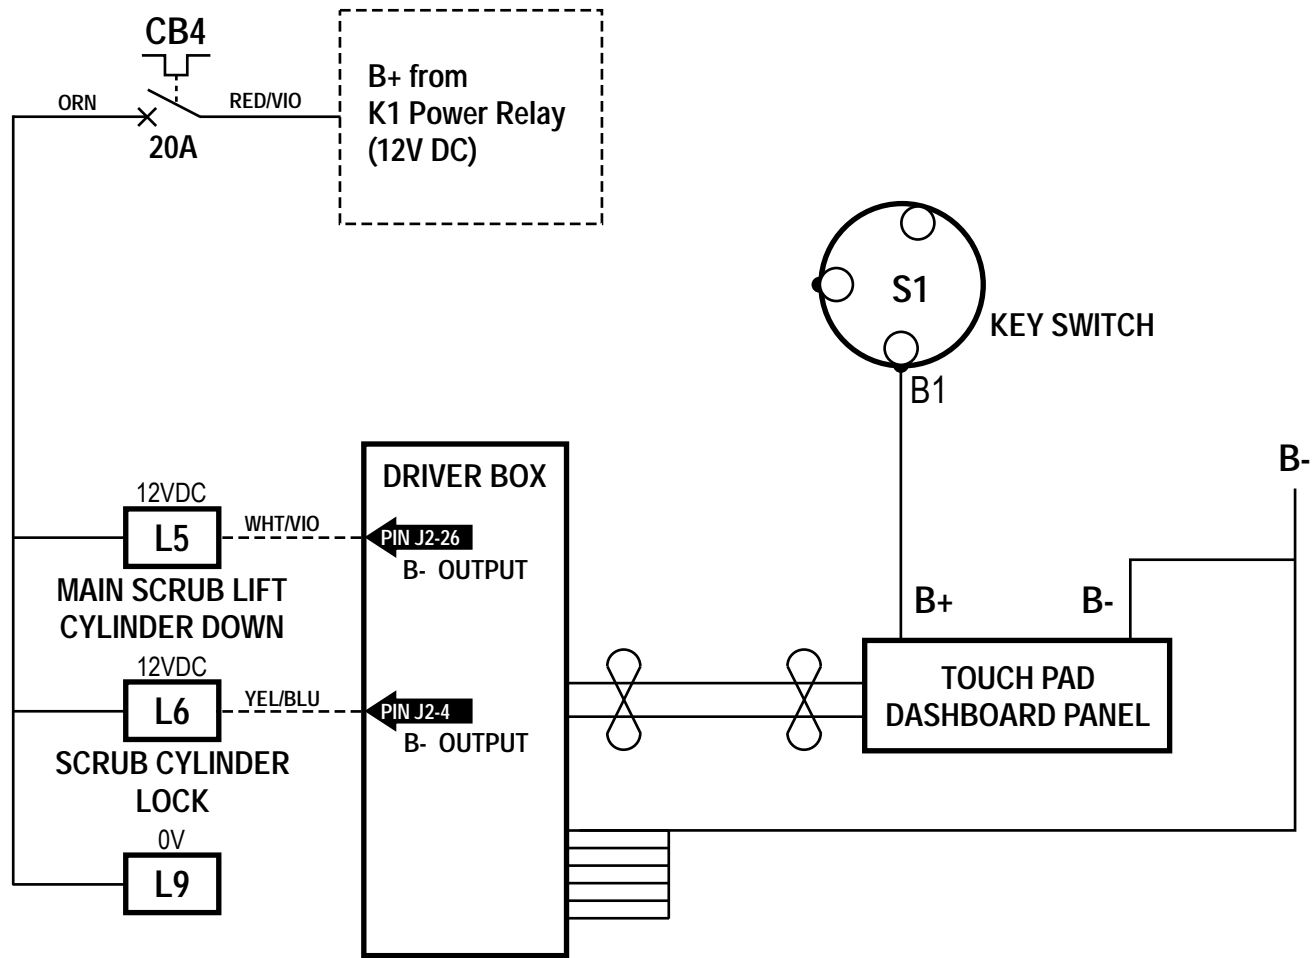 CB4
ORN
RED/VIO
20A
B+ from
K1 Power Relay
(12V DC)
S1
KEY SWITCH
B1
B-
DRIVER BOX
12VDC
L5
WHT/VIO
PIN J2-26
B- OUTPUT
MAIN SCRUB LIFT
CYLINDER DOWN
B+
B-
12VDC
L6
YEL/BLU
PIN J2-4
B- OUTPUT
TOUCH PAD
DASHBOARD PANEL
SCRUB CYLINDER
LOCK
0V
L9